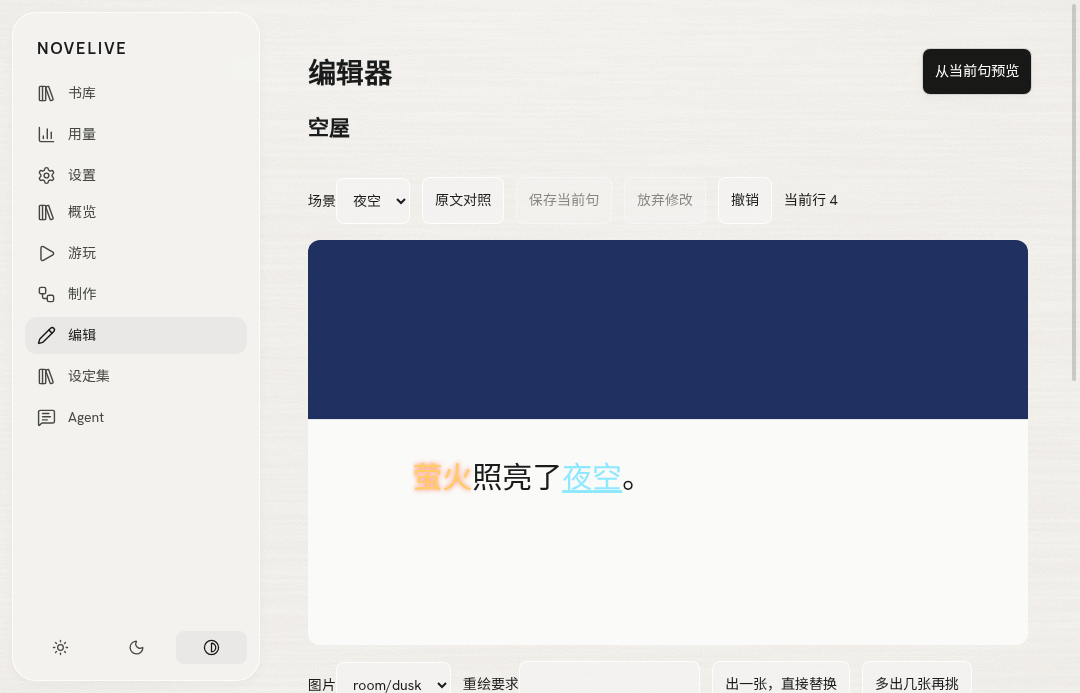 NOVELIVE
书库
用量
设置
概览
游玩
制作
编辑
设定集
Agent
编辑器
从当前句预览
空屋
场景 夜空 原文对照 保存当前句 放弃修改 撤销 当前行 4
萤火照亮了夜空。
图片 room/dusk 重绘要求 出一张，直接替换 多出几张再挑